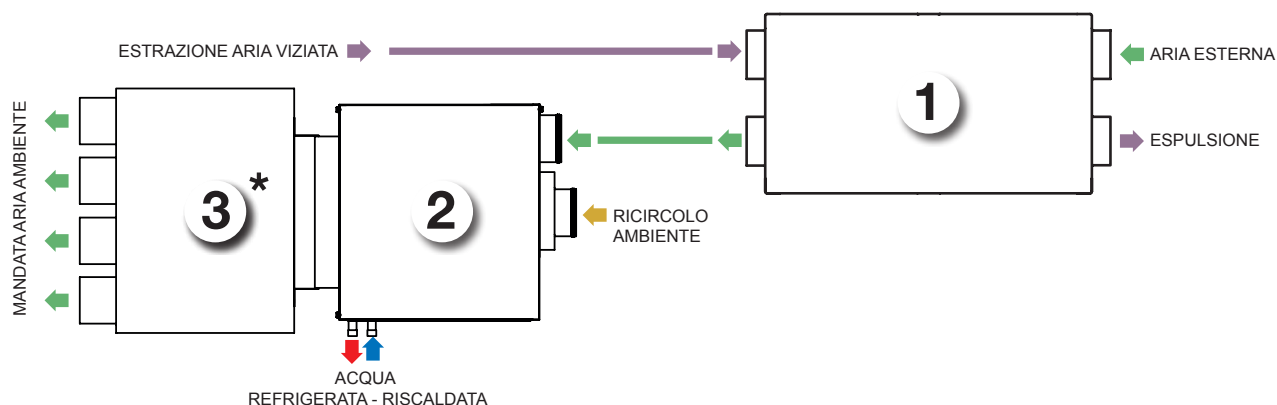 ESTRAZIONE ARIA VIZIATA
ARIA ESTERNA
1
ESPULSIONE
MANDATA ARIA AMBIENTE
3 *
2
RICIRCOLO
AMBIENTE
ACQUA
REFRIGERATA - RISCALDATA